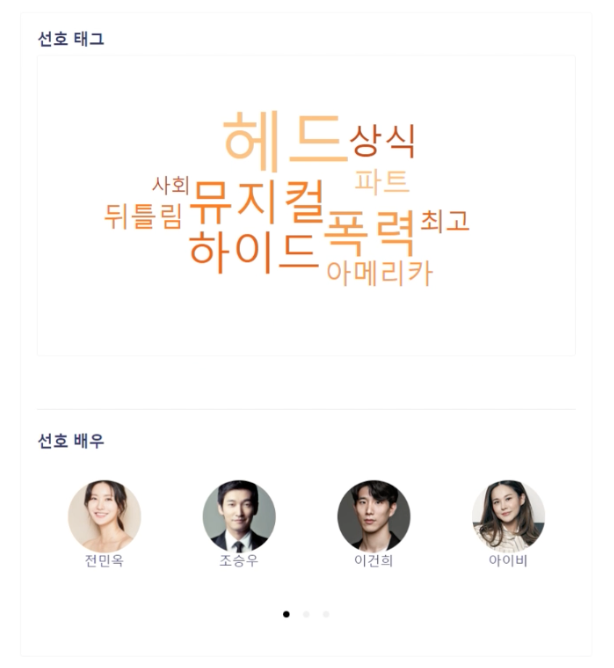 선호 태그
헤드
상식
사회
파트
뮤지컬
뒤틀림
폭력
최고
하이드
아메리카
선호 배우
전민옥
조승우
이건희
아이비